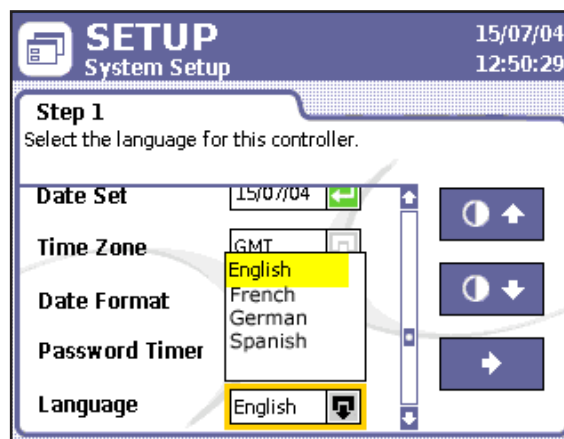 SETUP
System Setup
15/07/04
12:50:29
Step 1
Select the language for this controller.
Date Set 15/07/04
Time Zone GMT
English
French
Date Format
German
Spanish
Password Timer
Language English